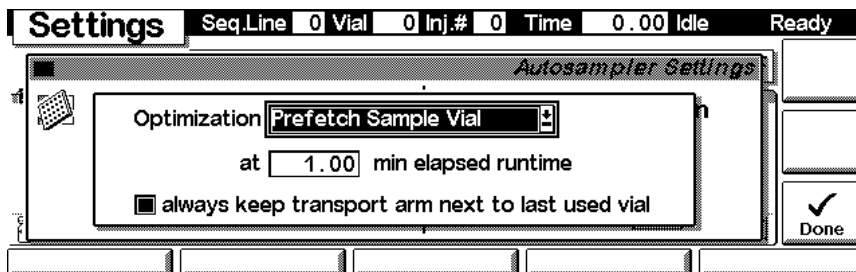 Settings Seq.Line 0 Vial 0 Inj.# 0 Time 0.00 Idle Ready
Autosampler Settings
Optimization Prefetch Sample Vial
at 1.00 min elapsed runtime
always keep transport arm next to last used vial
Done